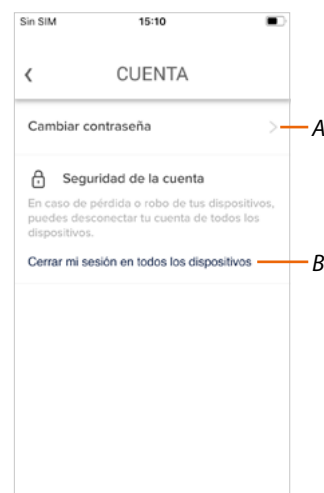 Sin SIM 15:10
CUENTA
Cambiar contraseña A
Seguridad de la cuenta
En caso de pérdida o robo de tus dispositivos,
puedes desconectar tu cuenta de todos los
dispositivos.
Cerrar mi sesión en todos los dispositivos B